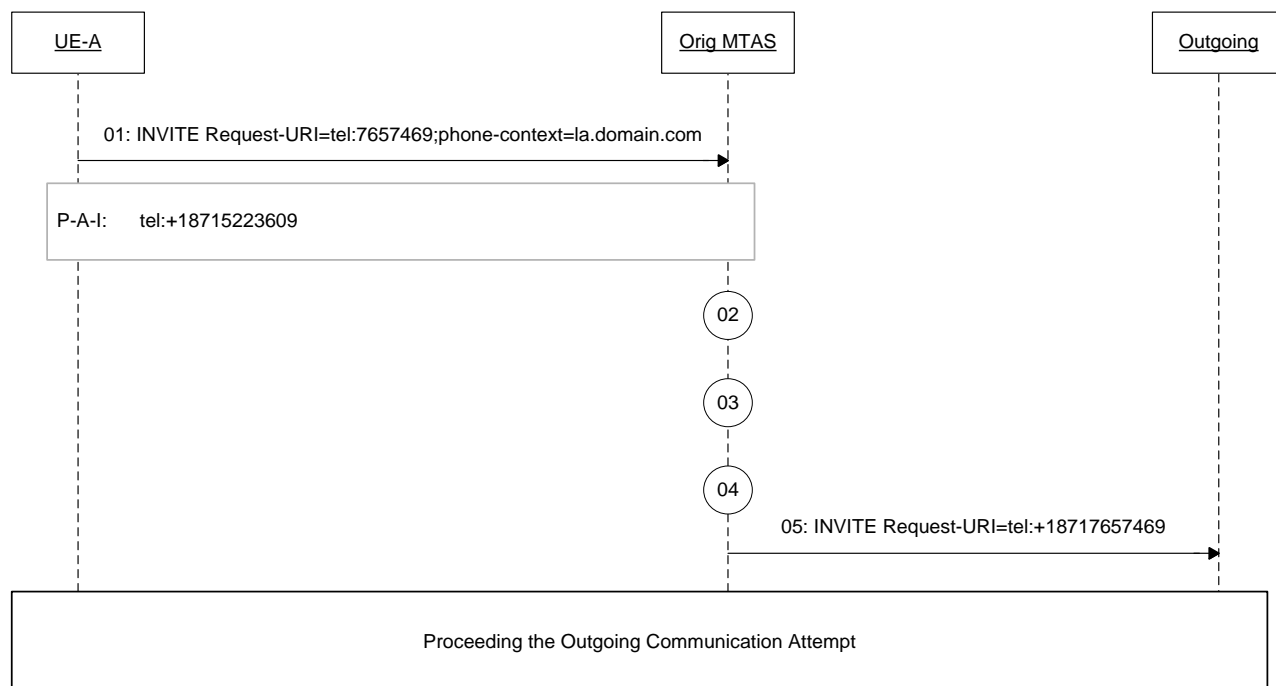 UE-A
Orig MTAS
Outgoing
01: INVITE Request-URI=tel:7657469;phone-context=la.domain.com
P-A-I: tel:+18715223609
02
03
04
05: INVITE Request-URI=tel:+18717657469
Proceeding the Outgoing Communication Attempt